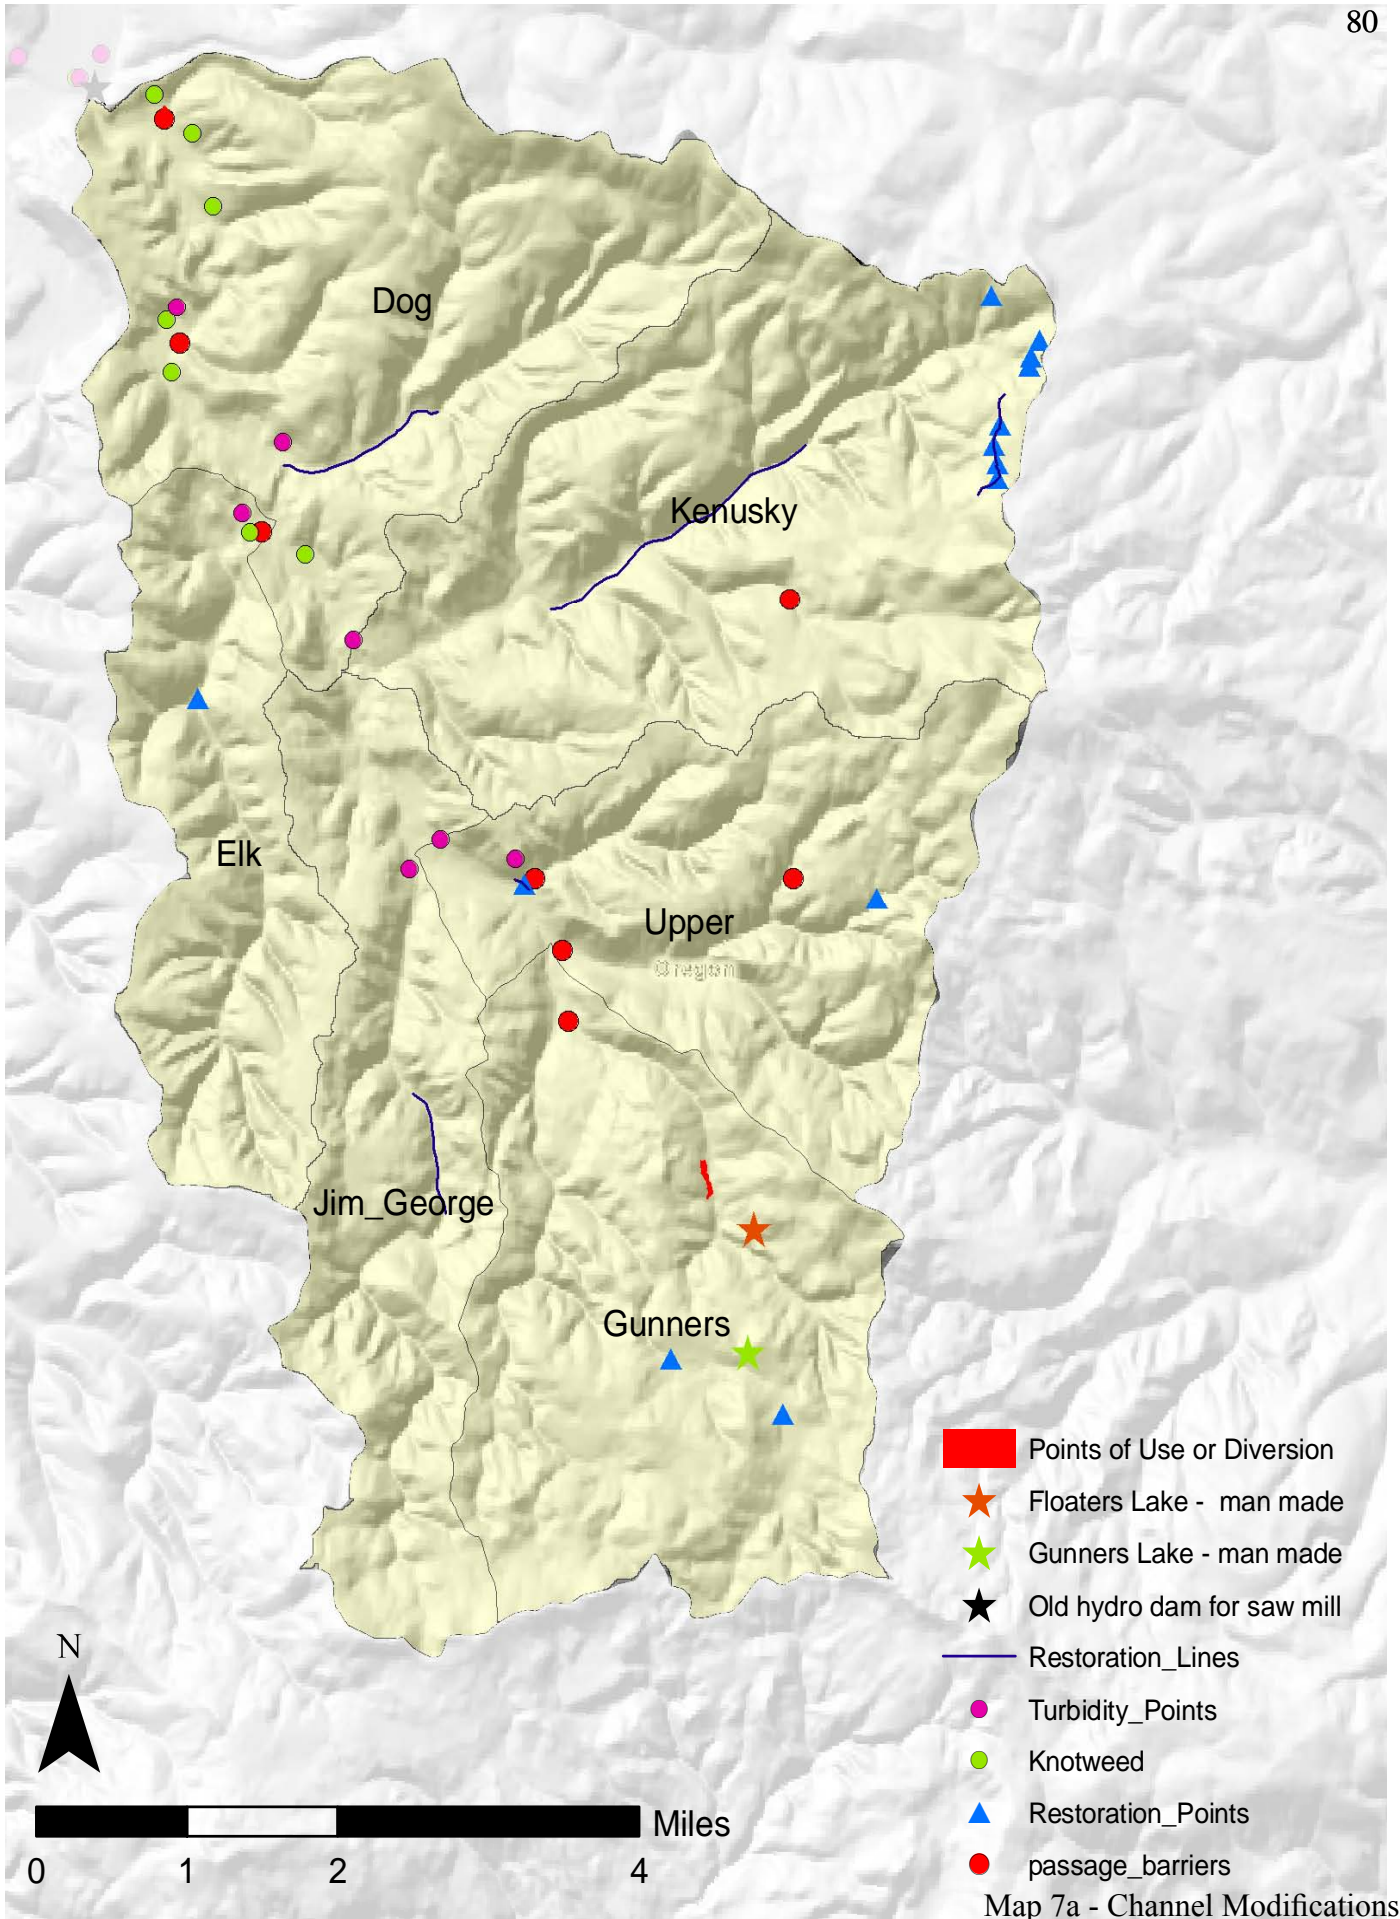 80
Dog
Kenusky
Elk
Upper
Oregon
Jim_George
Gunners
Points of Use or Diversion
Floaters Lake - man made
Gunners Lake - man made
Old hydro dam for saw mill
Restoration_Lines
Turbidity_Points
Knotweed
Restoration_Points
passage_barriers
N
Miles
0 1 2 4
Map 7a - Channel Modifications